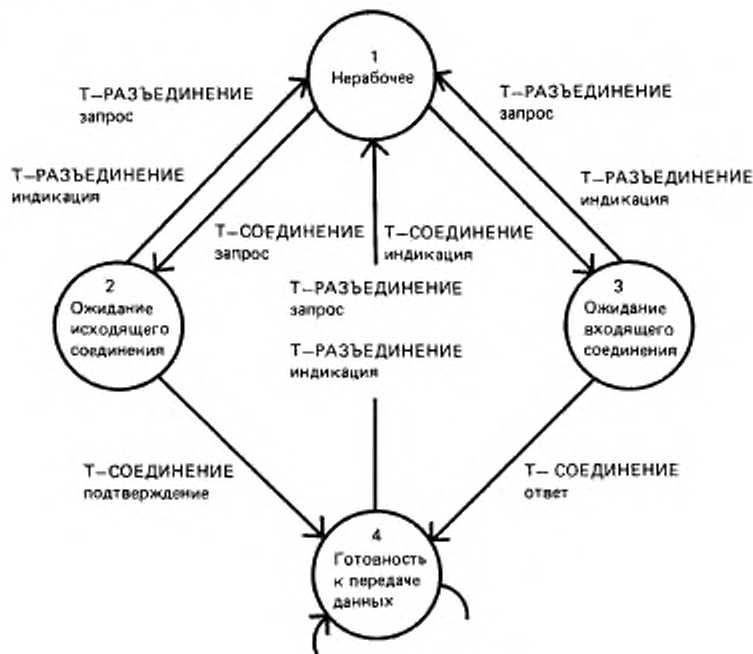 1
Нерабочее
Т—РАЗЪЕДИНЕНИЕ
запрос
Т—РАЗЪЕДИНЕНИЕ
запрос
Т—РАЗЪЕДИНЕНИЕ
индикация
Т—РАЗЪЕДИНЕНИЕ
индикация
Т—СОЕДИНЕНИЕ
запрос
Т—СОЕДИНЕНИЕ
индикация
2
Ожидание
исходящего
соединения
Т—РАЗЪЕДИНЕНИЕ
запрос
Т—РАЗЪЕДИНЕНИЕ
индикация
3
Ожидание
входящего
соединения
Т—СОЕДИНЕНИЕ
подтверждение
Т— СОЕДИНЕНИЕ
ответ
4
Готовность
к передаче
данных